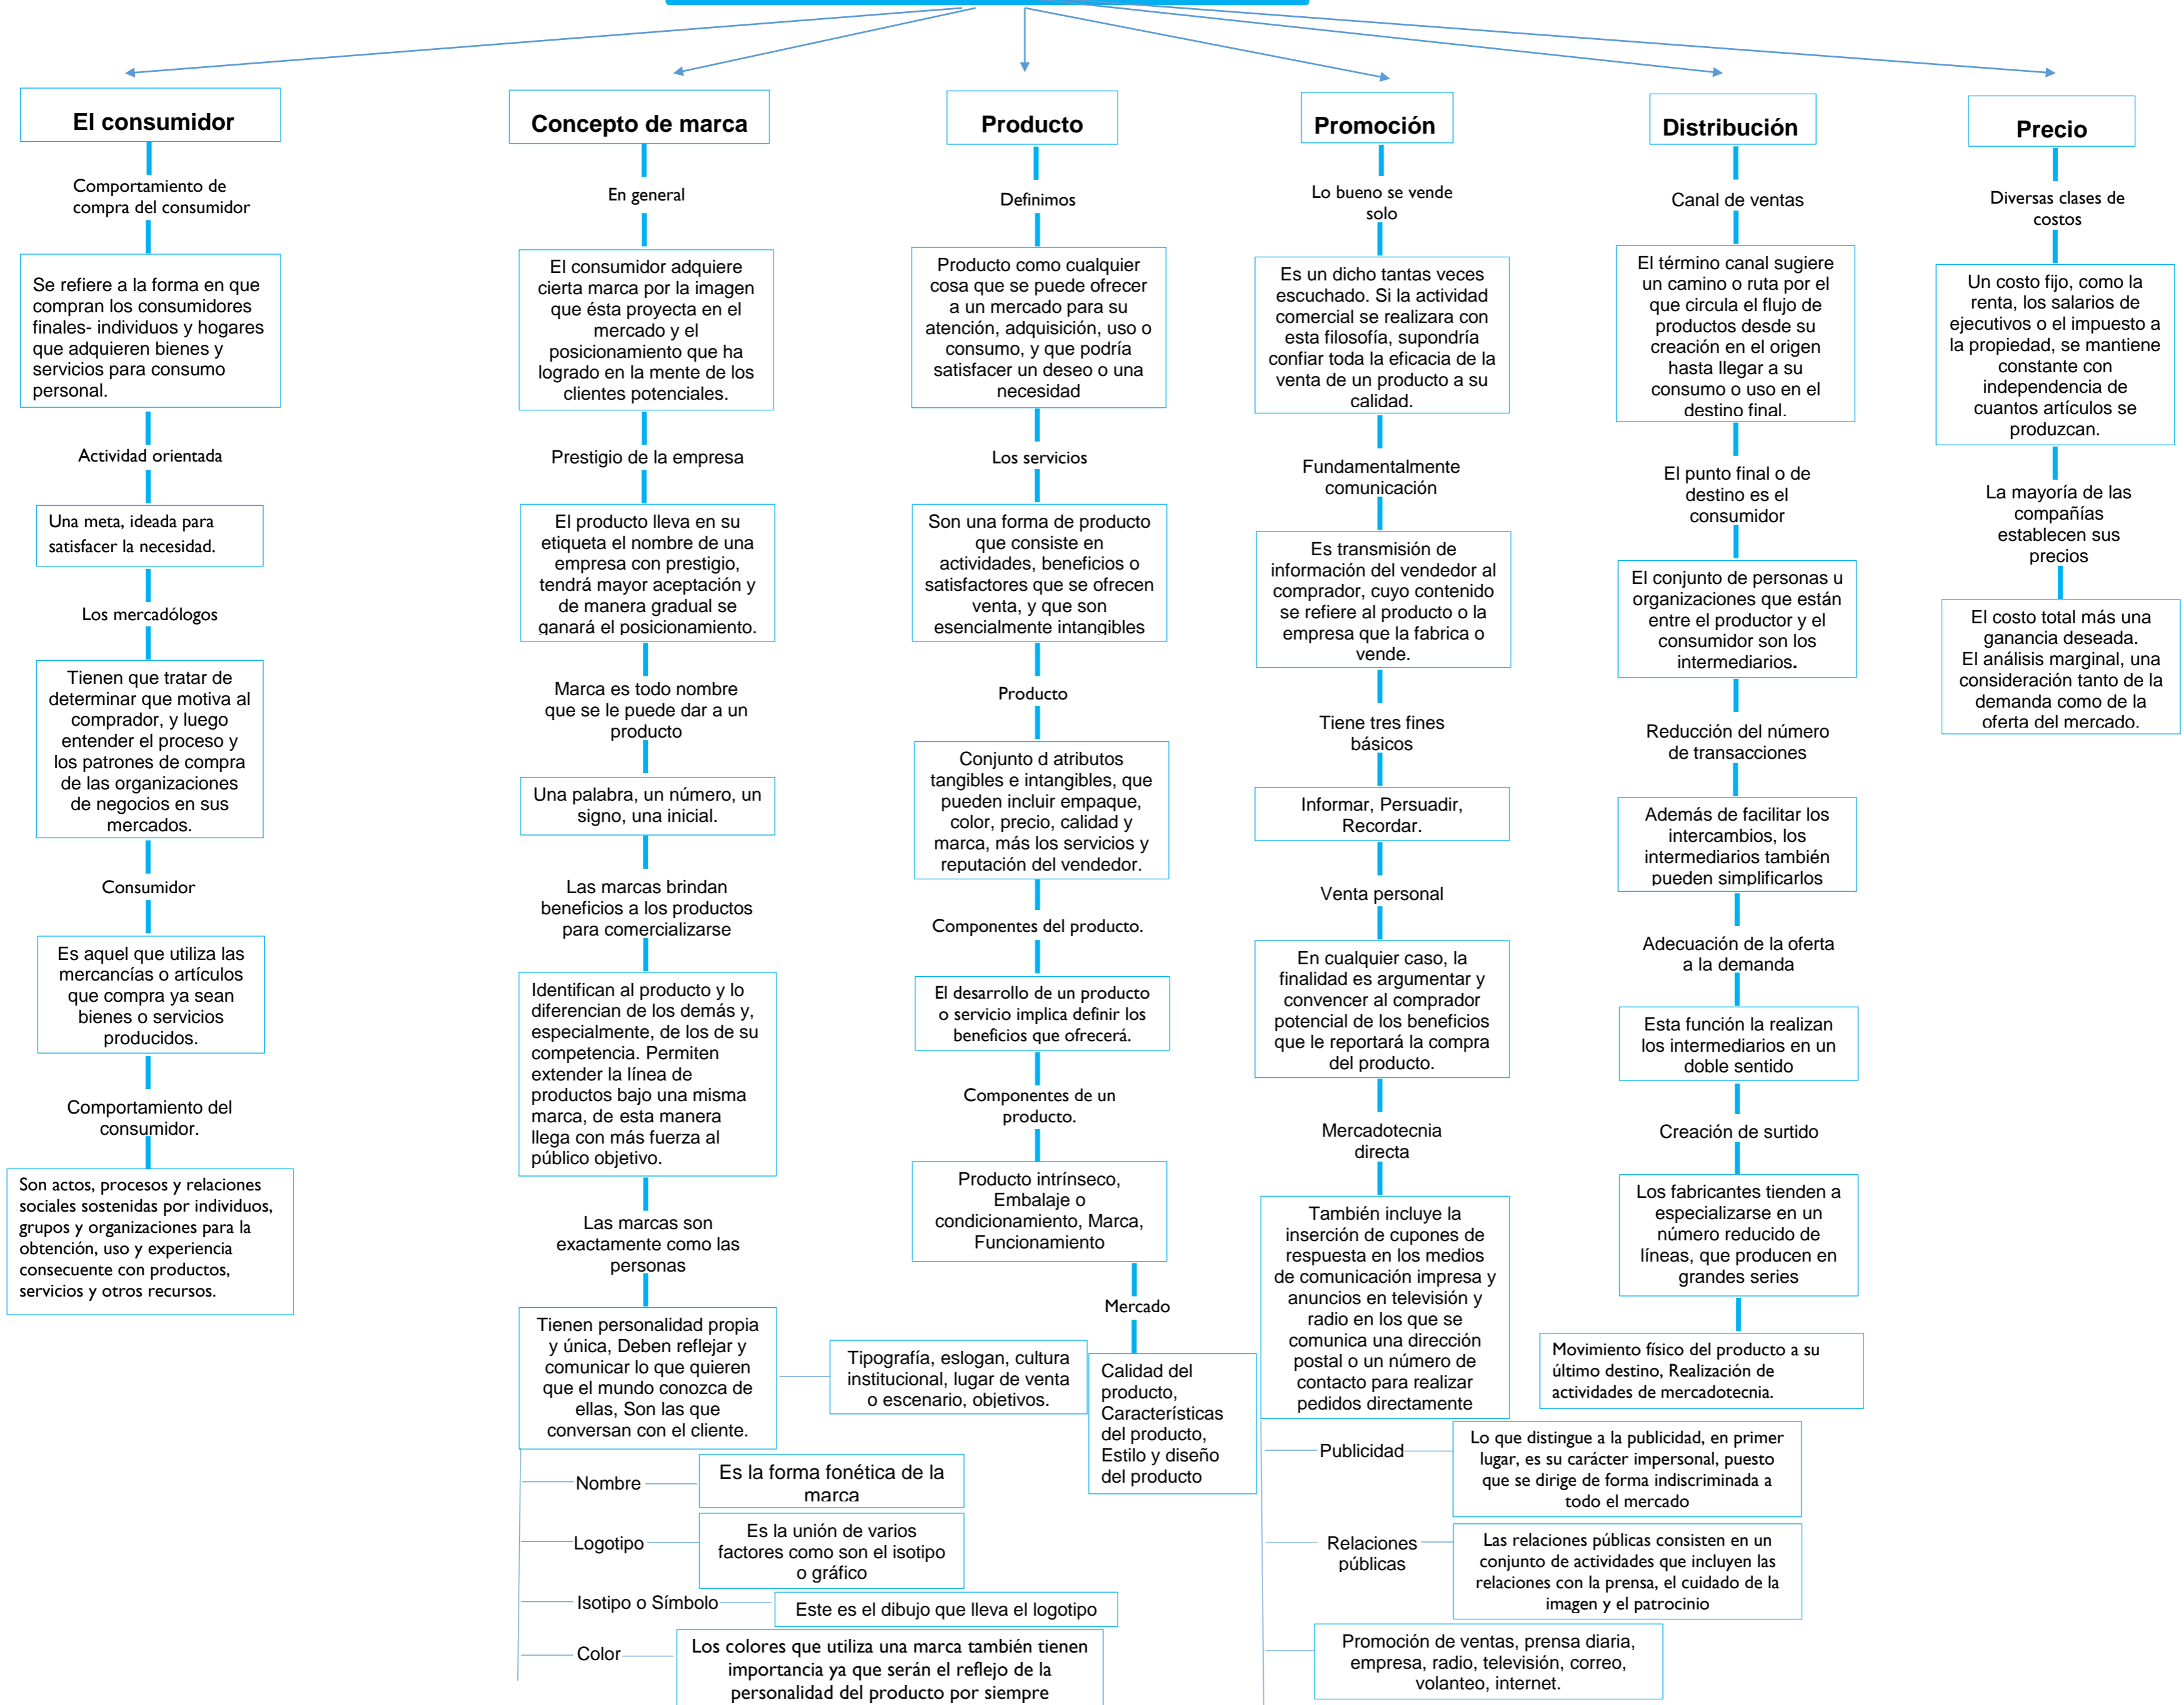 El consumidor
Comportamiento de
compra del consumidor
Se refiere a la forma en que
compran los consumidores
finales- individuos y hogares
que adquieren bienes y
servicios para consumo
personal.
Actividad orientada
Una meta, ideada para
satisfacer la necesidad.
Los mercadólogos
Tienen que tratar de
determinar que motiva al
comprador, y luego
entender el proceso y
los patrones de compra
de las organizaciones
de negocios en sus
mercados.
Consumidor
Es aquel que utiliza las
mercancías o artículos
que compra ya sean
bienes o servicios
producidos.
Comportamiento del
consumidor.
Son actos, procesos y relaciones
sociales sostenidas por individuos,
grupos y organizaciones para la
obtención, uso y experiencia
consecuente con productos,
servicios y otros recursos.
Concepto de marca
En general
El consumidor adquiere
cierta marca por la imagen
que ésta proyecta en el
mercado y el
posicionamiento que ha
logrado en la mente de los
clientes potenciales.
Prestigio de la empresa
El producto lleva en su
etiqueta el nombre de una
empresa con prestigio,
tendrá mayor aceptación y
de manera gradual se
ganará el posicionamiento.
Marca es todo nombre
que se le puede dar a un
producto
Una palabra, un número, un
signo, una inicial.
Las marcas brindan
beneficios a los productos
para comercializarse
Identifican al producto y lo
diferencian de los demás y,
especialmente, de los de su
competencia. Permiten
extender la línea de
productos bajo una misma
marca, de esta manera
llega con más fuerza al
público objetivo.
Las marcas son
exactamente como las
personas
Tienen personalidad propia
y única, Deben reflejar y
comunicar lo que quieren
que el mundo conozca de
ellas, Son las que
conversan con el cliente.
Tipografía, eslogan, cultura
institucional, lugar de venta
o escenario, objetivos.
Nombre
Es la forma fonética de la
marca
Logotipo
Es la unión de varios
factores como son el isotipo
o gráfico
Isotipo o Símbolo
Este es el dibujo que lleva el logotipo
Color
Los colores que utiliza una marca también tienen
importancia ya que serán el reflejo de la
personalidad del producto por siempre
Producto
Definimos
Producto como cualquier
cosa que se puede ofrecer
a un mercado para su
atención, adquisición, uso o
consumo, y que podría
satisfacer un deseo o una
necesidad
Los servicios
Son una forma de producto
que consiste en
actividades, beneficios o
satisfactores que se ofrecen
venta, y que son
esencialmente intangibles
Producto
Conjunto d atributos
tangibles e intangibles, que
pueden incluir empaque,
color, precio, calidad y
marca, más los servicios y
reputación del vendedor.
Componentes del producto.
El desarrollo de un producto
o servicio implica definir los
beneficios que ofrecerá.
Componentes de un
producto.
Producto intrínseco,
Embalaje o
condicionamiento, Marca,
Funcionamiento
Mercado
Calidad del
producto,
Características
del producto,
Estilo y diseño
del producto
Promoción
Lo bueno se vende
solo
Es un dicho tantas veces
escuchado. Si la actividad
comercial se realizara con
esta filosofía, supondría
confiar toda la eficacia de la
venta de un producto a su
calidad.
Fundamentalmente
comunicación
Es transmisión de
información del vendedor al
comprador, cuyo contenido
se refiere al producto o la
empresa que la fabrica o
vende.
Tiene tres fines
básicos
Informar, Persuadir,
Recordar.
Venta personal
En cualquier caso, la
finalidad es argumentar y
convencer al comprador
potencial de los beneficios
que le reportará la compra
del producto.
Mercadotecnia
directa
También incluye la
inserción de cupones de
respuesta en los medios
de comunicación impresa y
anuncios en televisión y
radio en los que se
comunica una dirección
postal o un número de
contacto para realizar
pedidos directamente
Publicidad
Lo que distingue a la publicidad, en primer
lugar, es su carácter impersonal, puesto
que se dirige de forma indiscriminada a
todo el mercado
Relaciones
públicas
Las relaciones públicas consisten en un
conjunto de actividades que incluyen las
relaciones con la prensa, el cuidado de la
imagen y el patrocinio
Promoción de ventas, prensa diaria,
empresa, radio, televisión, correo,
volanteo, internet.
Distribución
Canal de ventas
El término canal sugiere
un camino o ruta por el
que circula el flujo de
productos desde su
creación en el origen
hasta llegar a su
consumo o uso en el
destino final.
El punto final o de
destino es el
consumidor
El conjunto de personas u
organizaciones que están
entre el productor y el
consumidor son los
intermediarios.
Reducción del número
de transacciones
Además de facilitar los
intercambios, los
intermediarios también
pueden simplificarlos
Adecuación de la oferta
a la demanda
Esta función la realizan
los intermediarios en un
doble sentido
Creación de surtido
Los fabricantes tienden a
especializarse en un
número reducido de
líneas, que producen en
grandes series
Movimiento físico del producto a su
último destino, Realización de
actividades de mercadotecnia.
Precio
Diversas clases de
costos
Un costo fijo, como la
renta, los salarios de
ejecutivos o el impuesto a
la propiedad, se mantiene
constante con
independencia de
cuantos artículos se
produzcan.
La mayoría de las
compañías
establecen sus
precios
El costo total más una
ganancia deseada.
El análisis marginal, una
consideración tanto de la
demanda como de la
oferta del mercado.